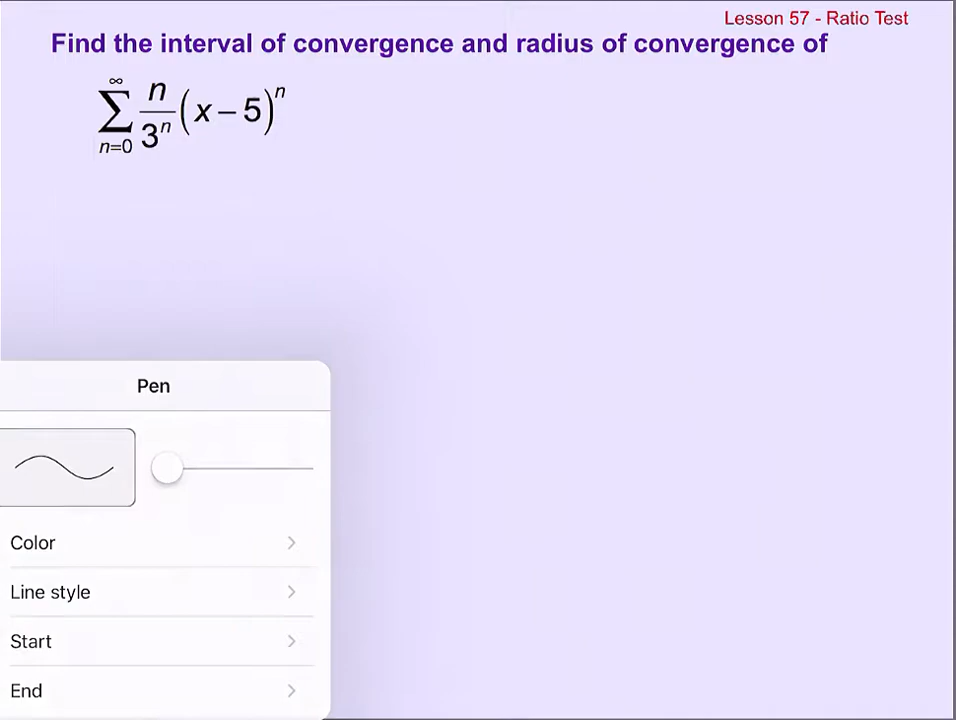 Lesson 57 - Ratio Test
Find the interval of convergence and radius of convergence of
∞
∑ n/3ⁿ (x – 5)ⁿ
n=0
Pen
Color
Line style
Start
End